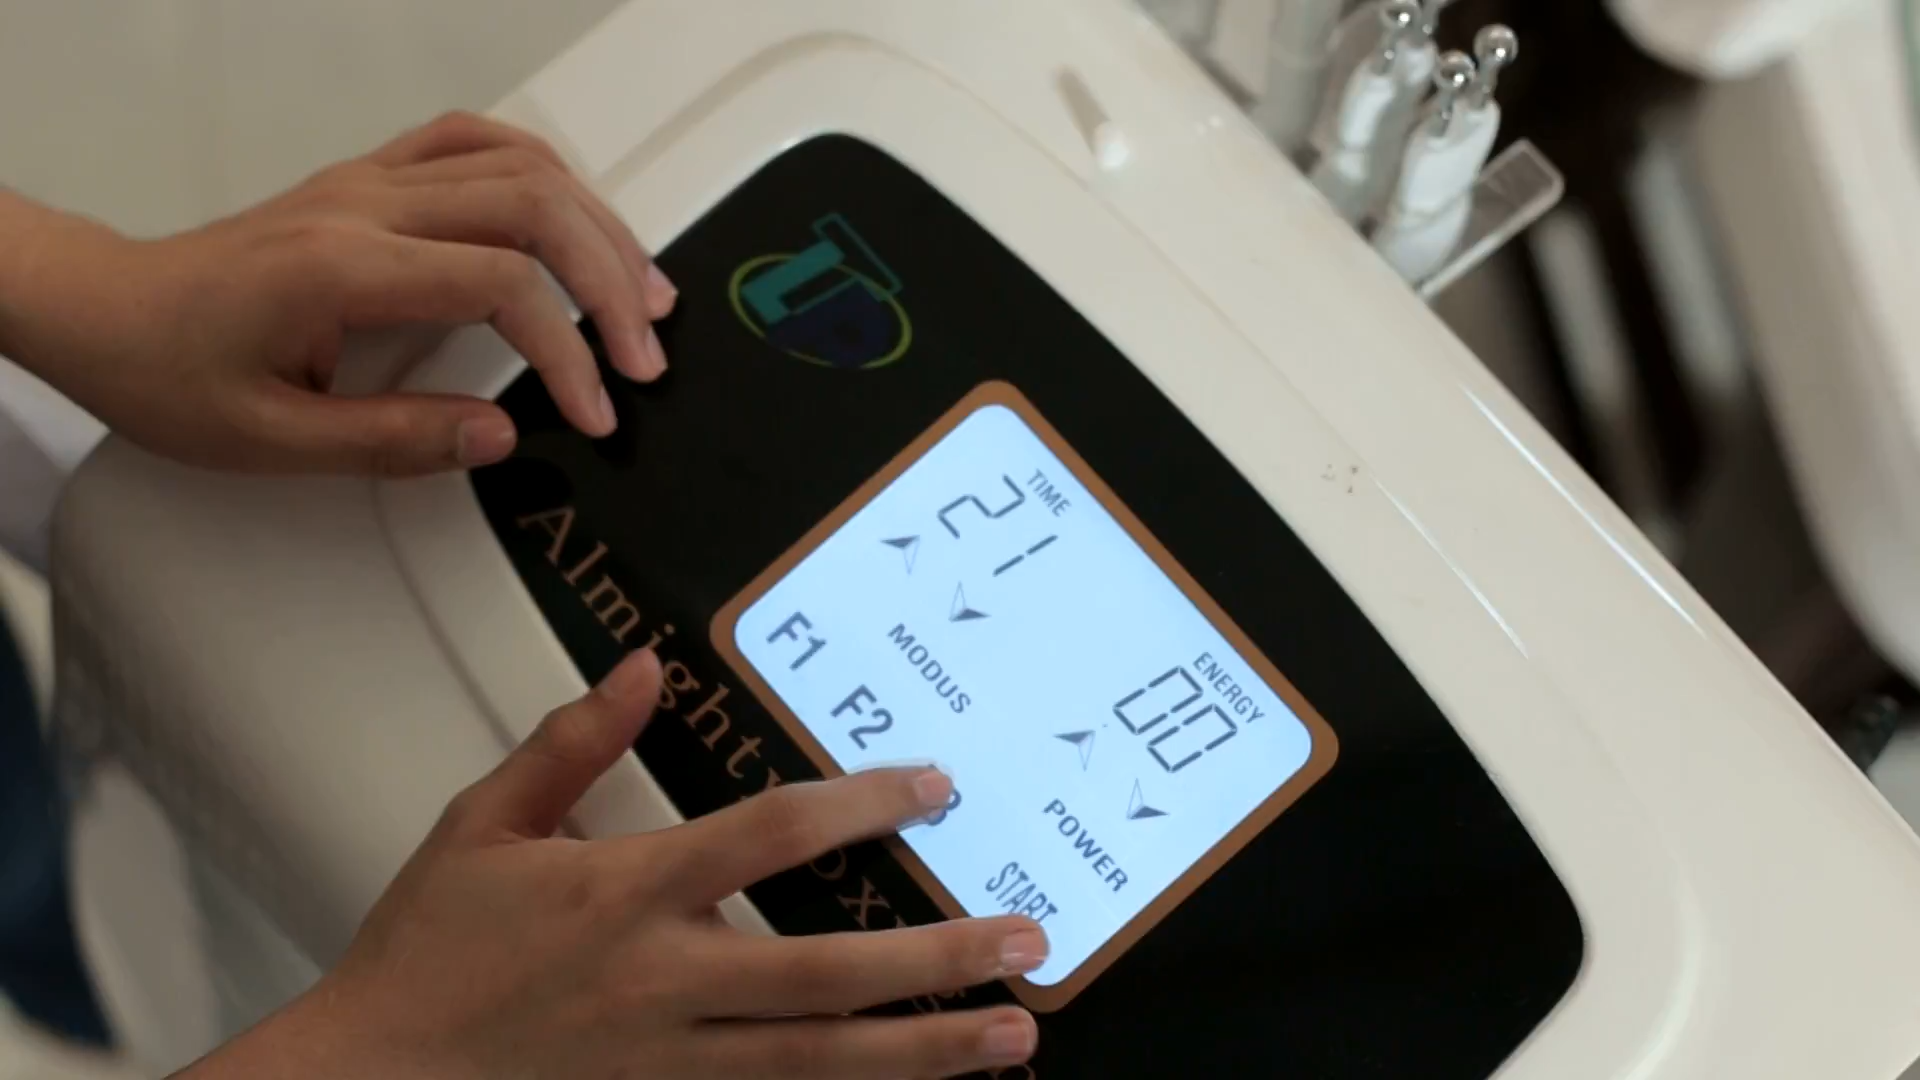 TIME
21
ENERGY
00
MODUS
POWER
F1
F2
START
Almighty